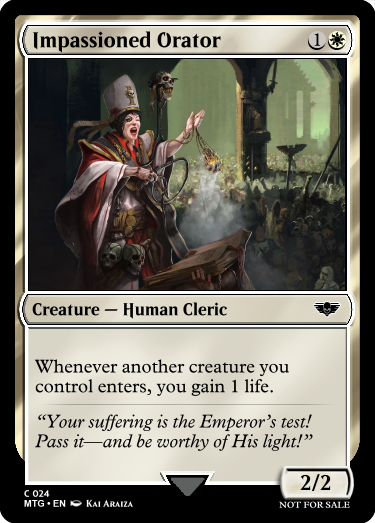 Impassioned Orator 1
Creature — Human Cleric
Whenever another creature you
control enters, you gain 1 life.
“Your suffering is the Emperor’s test!
Pass it—and be worthy of His light!”
2/2
C 024
MTG • EN Kai Araiza
NOT FOR SALE